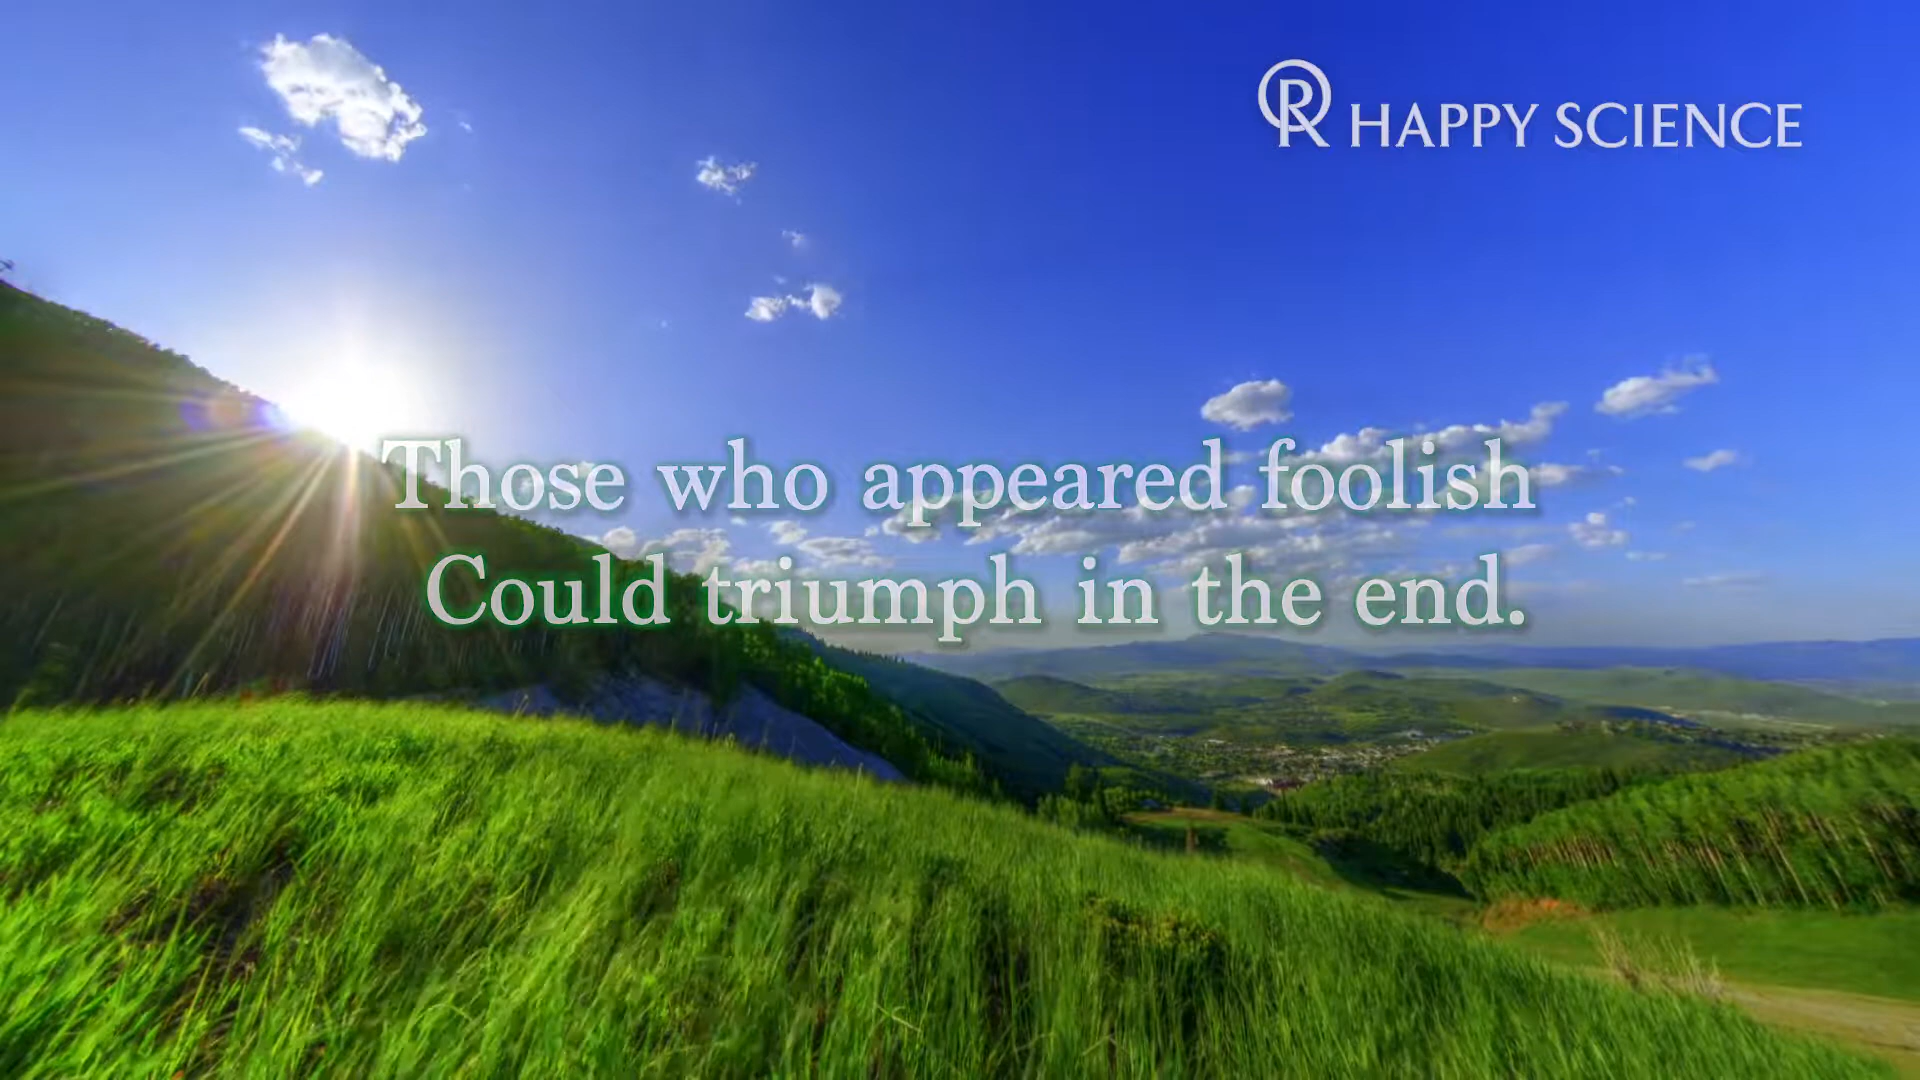 HAPPY SCIENCE
Those who appeared foolish
Could triumph in the end.